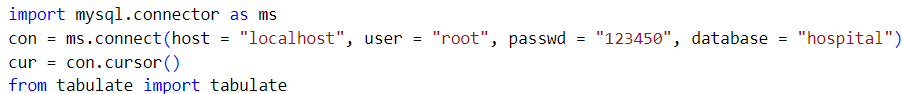 import mysql.connector as ms
con = ms.connect(host = "localhost", user = "root", passwd = "123450", database = "hospital")
cur = con.cursor()
from tabulate import tabulate